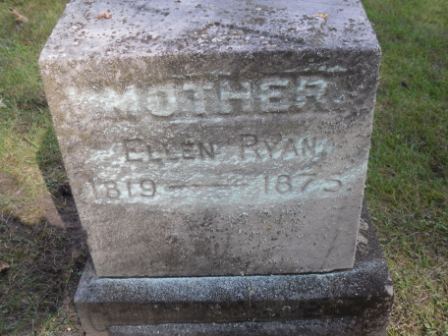 MOTHER
ELLEN RYAN
1819 — 1875